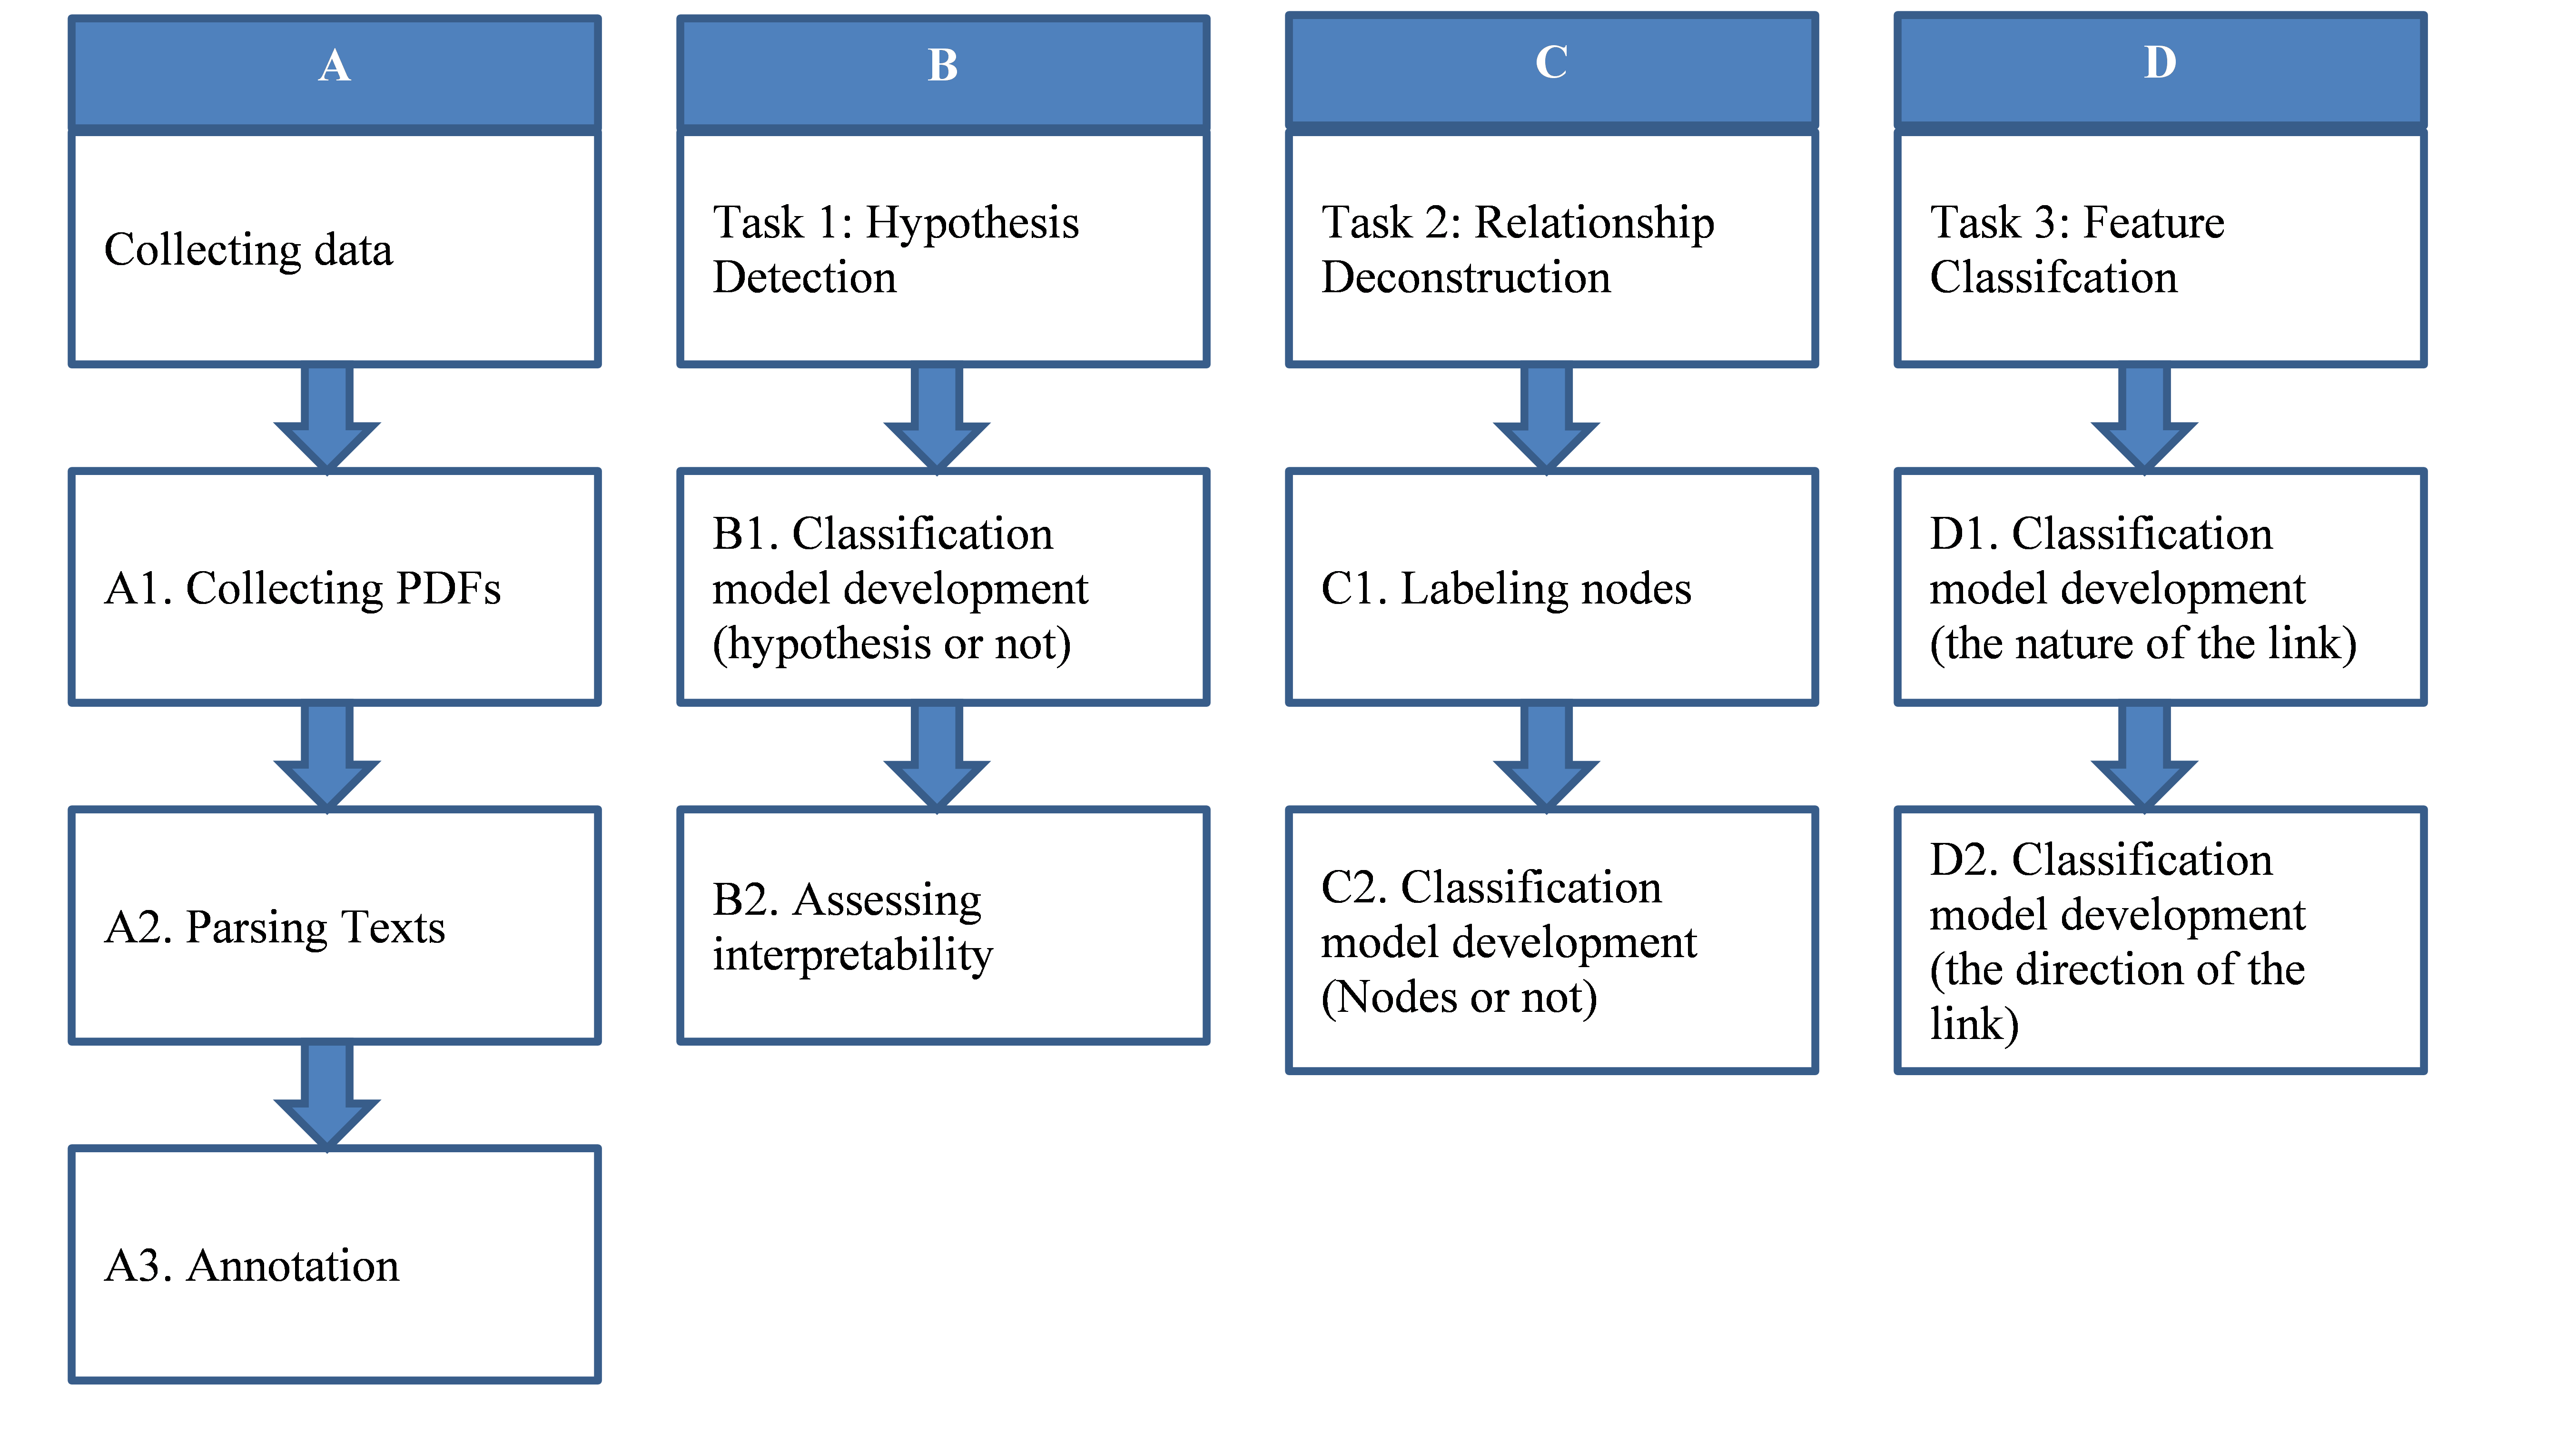 A
Collecting data
A1. Collecting PDFs
A2. Parsing Texts
A3. Annotation
B
Task 1: Hypothesis
Detection
B1. Classification
model development
(hypothesis or not)
B2. Assessing
interpretability
C
Task 2: Relationship
Deconstruction
C1. Labeling nodes
C2. Classification
model development
(Nodes or not)
D
Task 3: Feature
Classifcation
D1. Classification
model development
(the nature of the link)
D2. Classification
model development
(the direction of the
link)